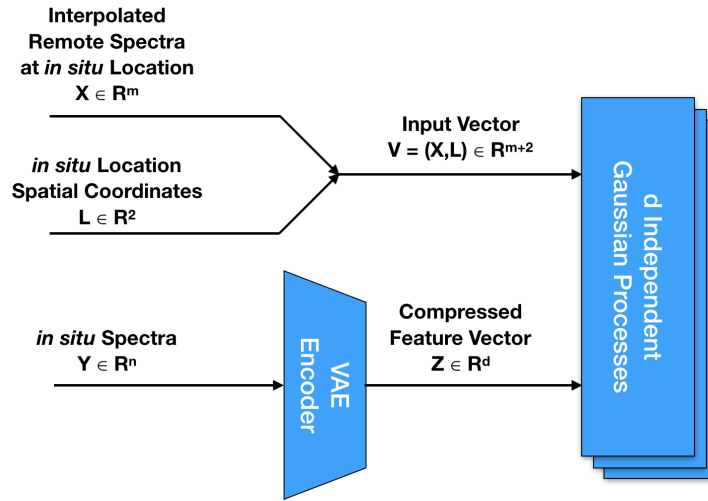 Interpolated
Remote Spectra
at in situ Location
X ∈ Rᵐ
in situ Location
Spatial Coordinates
L ∈ R²
Input Vector
V = (X,L) ∈ Rᵐ⁺²
d Independent
Gaussian Processes
in situ Spectra
Y ∈ Rⁿ
VAE
Encoder
Compressed
Feature Vector
Z ∈ Rᵈ